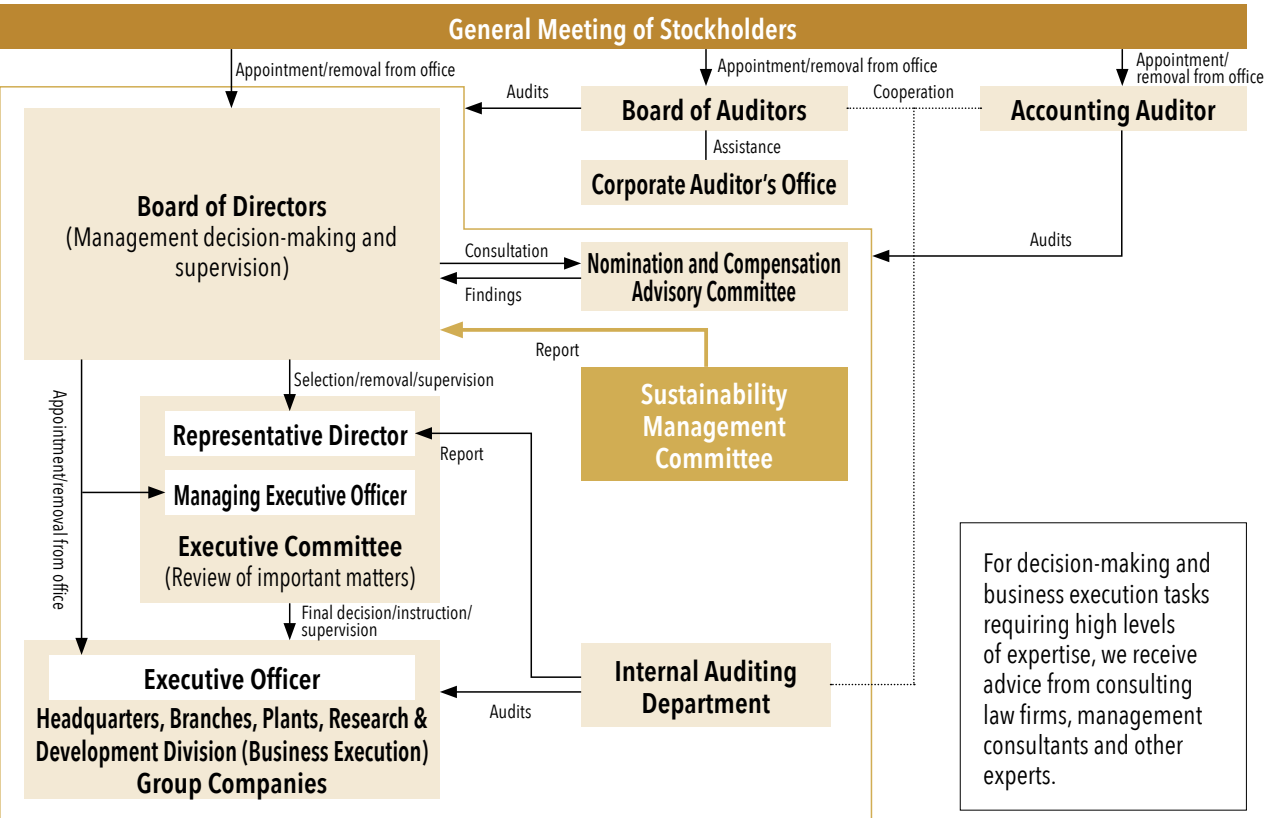 General Meeting of Stockholders
Appointment/removal from office
Appointment/removal from office
Appointment/
removal from office
Audits
Board of Auditors
Cooperation
Accounting Auditor
Assistance
Corporate Auditor's Office
Board of Directors
(Management decision-making and
supervision)
Consultation
Findings
Nomination and Compensation
Advisory Committee
Audits
Report
Sustainability
Management
Committee
Selection/removal/supervision
Appointment/removal from office
Representative Director
Report
Managing Executive Officer
Executive Committee
(Review of important matters)
Final decision/instruction/
supervision
Executive Officer
Headquarters, Branches, Plants, Research &
Development Division (Business Execution)
Group Companies
Audits
Internal Auditing
Department
For decision-making and
business execution tasks
requiring high levels
of expertise, we receive
advice from consulting
law firms, management
consultants and other
experts.